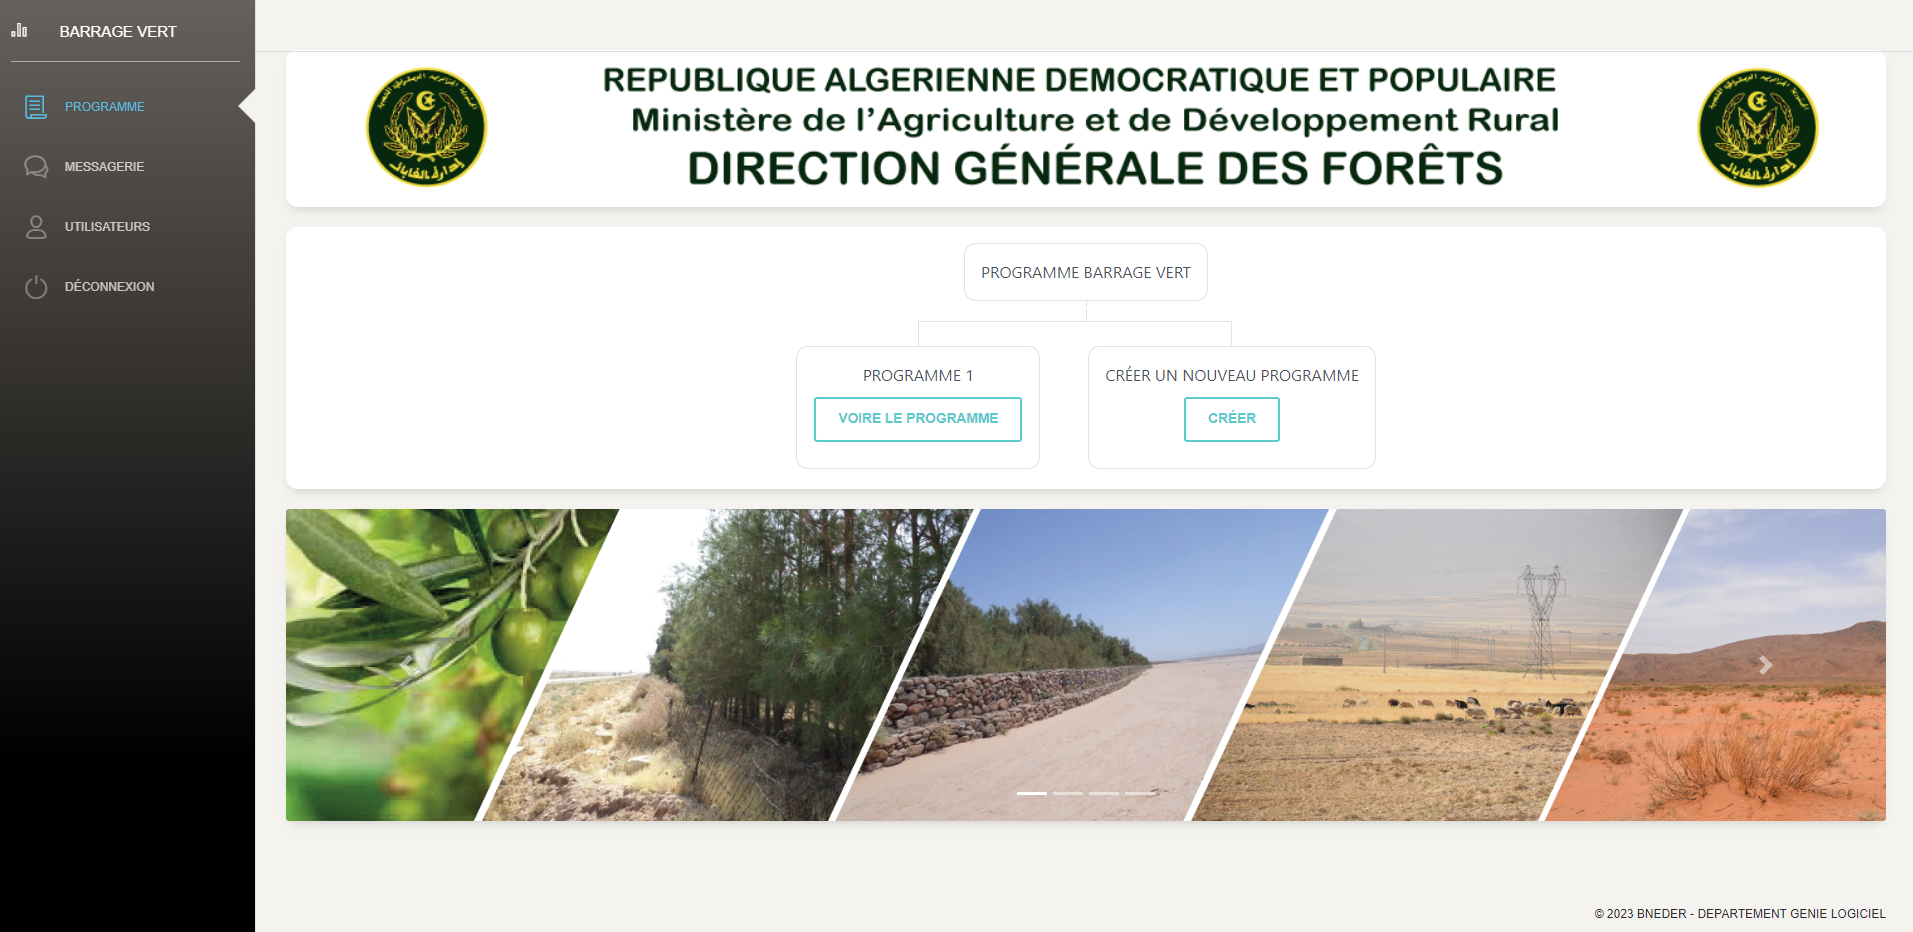 BARRAGE VERT
PROGRAMME
MESSAGERIE
UTILISATEURS
DÉCONNEXION
REPUBLIQUE ALGERIENNE DEMOCRATIQUE ET POPULAIRE
Ministère de l'Agriculture et de Développement Rural
DIRECTION GÉNÉRALE DES FORÊTS
PROGRAMME BARRAGE VERT
PROGRAMME 1
VOIRE LE PROGRAMME
CRÉER UN NOUVEAU PROGRAMME
CRÉER
© 2023 BNEDER - DEPARTEMENT GENIE LOGICIEL